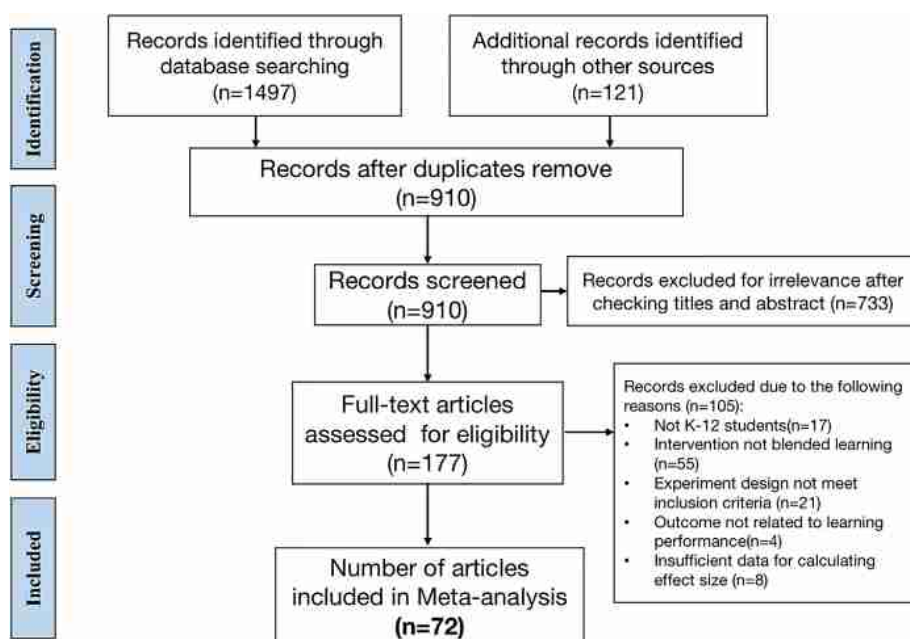 Identification
Records identified through
database searching
(n=1497)
Additional records identified
through other sources
(n=121)
Records after duplicates remove
(n=910)
Screening
Records screened
(n=910)
Records excluded for irrelevance after
checking titles and abstract (n=733)
Eligibility
Full-text articles
assessed for eligibility
(n=177)
Records excluded due to the following
reasons (n=105):
• Not K-12 students(n=17)
• Intervention not blended learning
(n=55)
• Experiment design not meet
inclusion criteria (n=21)
• Outcome not related to learning
performance(n=4)
• Insufficient data for calculating
effect size (n=8)
Included
Number of articles
included in Meta-analysis
(n=72)